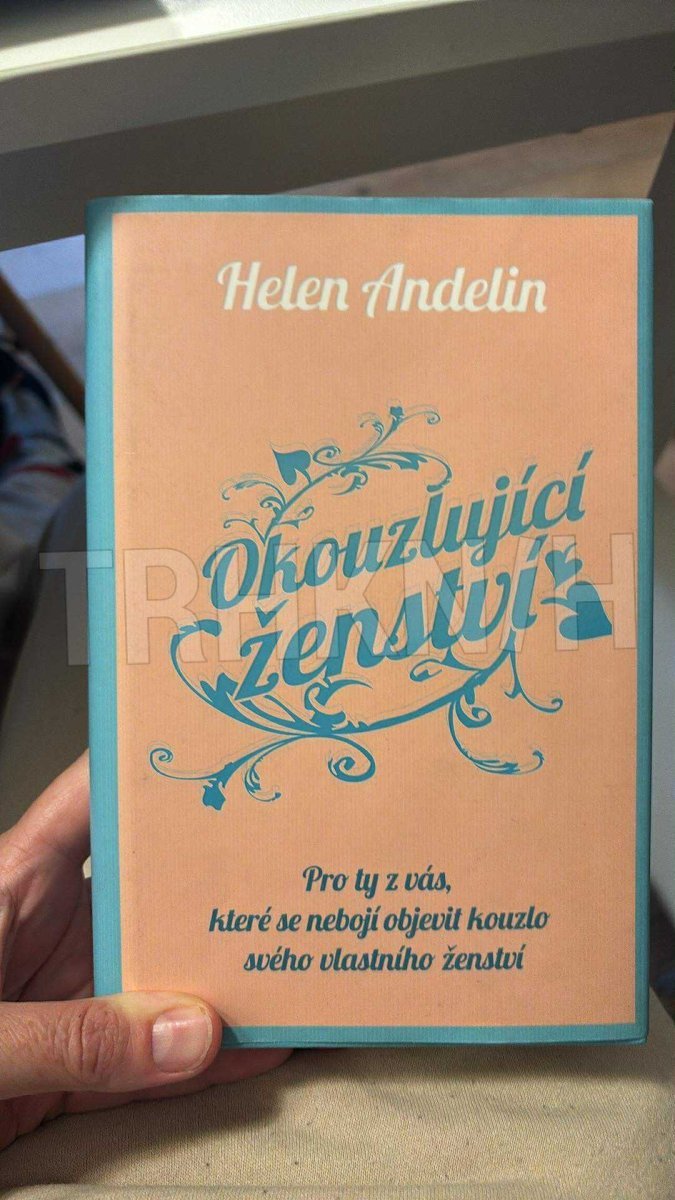 Helen Andelin
Okouzlující
ženství
Pro ty z vás,
které se nebojí objevit kouzlo
svého vlastního ženství